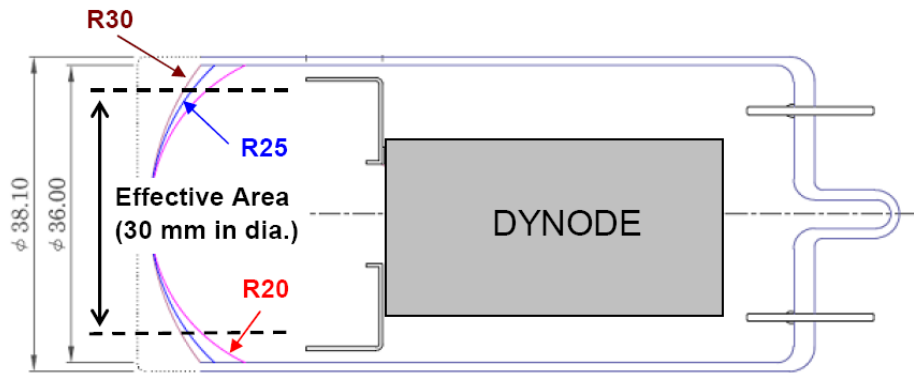 R30
R25
Effective Area
(30 mm in dia.)
R20
ϕ 38.10
ϕ 36.00
DYNODE